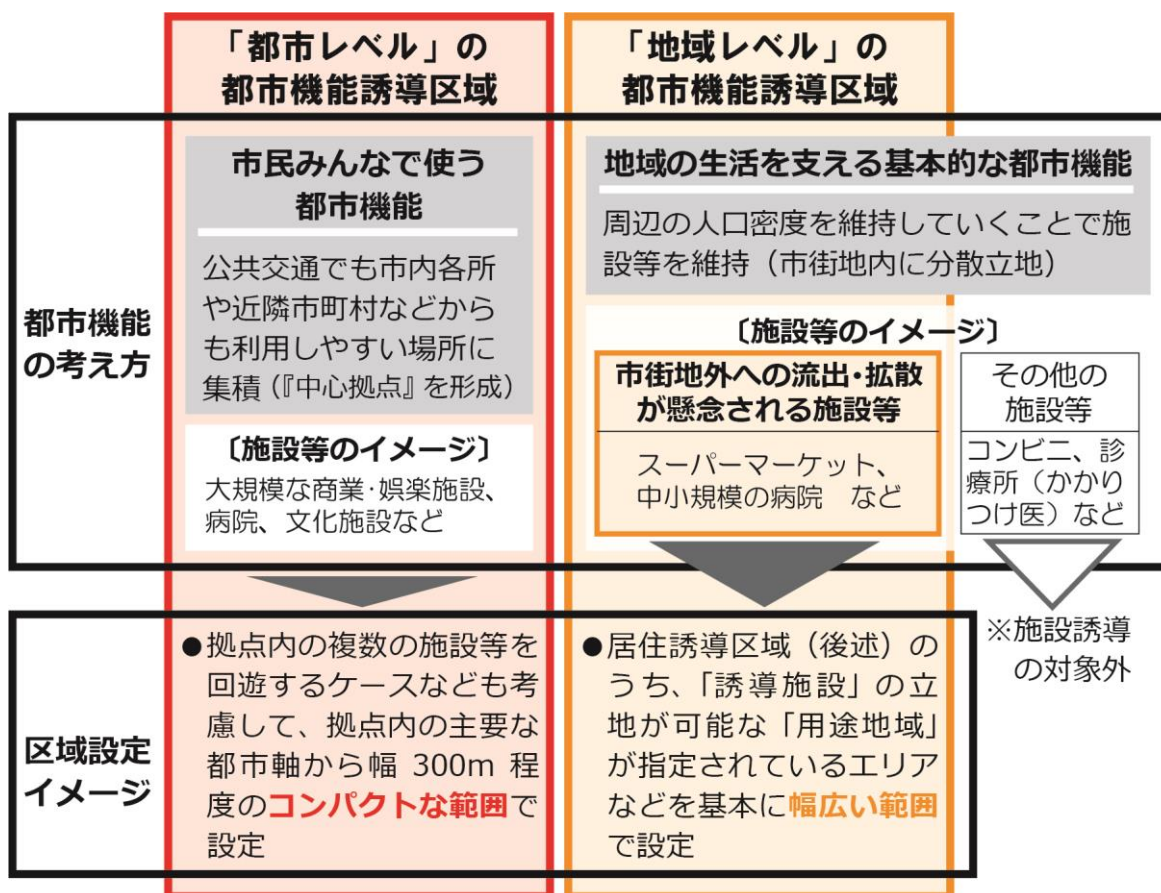 「都市レベル」の
都市機能誘導区域
「地域レベル」の
都市機能誘導区域
都市機能
の考え方
市民みんなで使う
都市機能
公共交通でも市内各所
や近隣市町村などから
も利用しやすい場所に
集積（『中心拠点』を形成）
〔施設等のイメージ〕
大規模な商業･娯楽施設、
病院、文化施設など
地域の生活を支える基本的な都市機能
周辺の人口密度を維持していくことで施
設等を維持（市街地内に分散立地）
〔施設等のイメージ〕
市街地外への流出･拡散
が懸念される施設等
スーパーマーケット、
中小規模の病院　など
その他の
施設等
コンビニ、診
療所（かかり
つけ医）など
※施設誘導
の対象外
区域設定
イメージ
●拠点内の複数の施設等を
回遊するケースなども考
慮して、拠点内の主要な
都市軸から幅 300m 程
度のコンパクトな範囲で
設定
●居住誘導区域（後述）の
うち、「誘導施設」の立
地が可能な「用途地域」
が指定されているエリア
などを基本に幅広い範囲
で設定